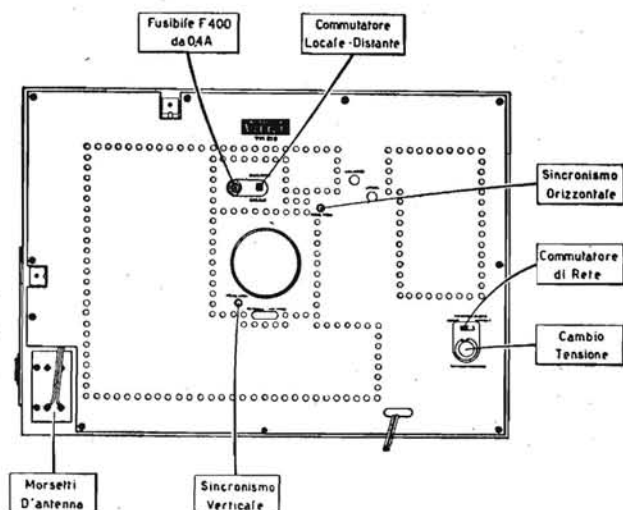 Fusibile F 400
da 0,4A
Commutatore
Locale - Distante
Sincronismo
Orizzontale
Commutatore
di Rete
Cambio
Tensione
Morsetti
D'antenna
Sincronismo
Verticale